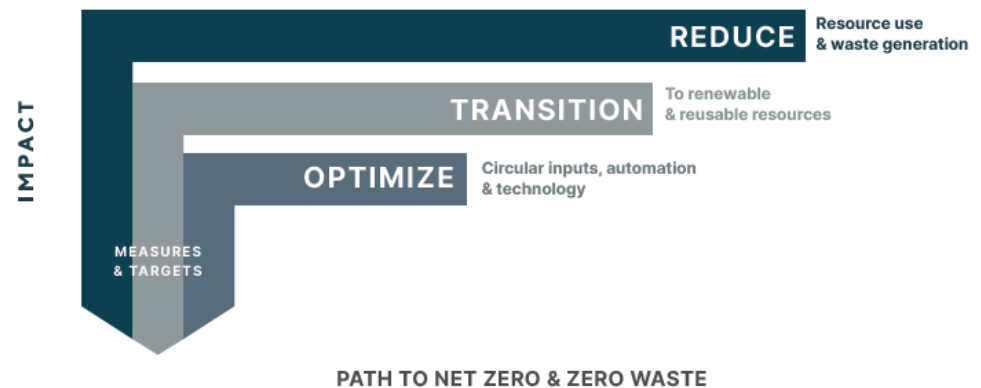 REDUCE
Resource use
& waste generation
IMPACT
TRANSITION
To renewable
& reusable resources
OPTIMIZE
Circular inputs, automation
& technology
MEASURES
& TARGETS
PATH TO NET ZERO & ZERO WASTE